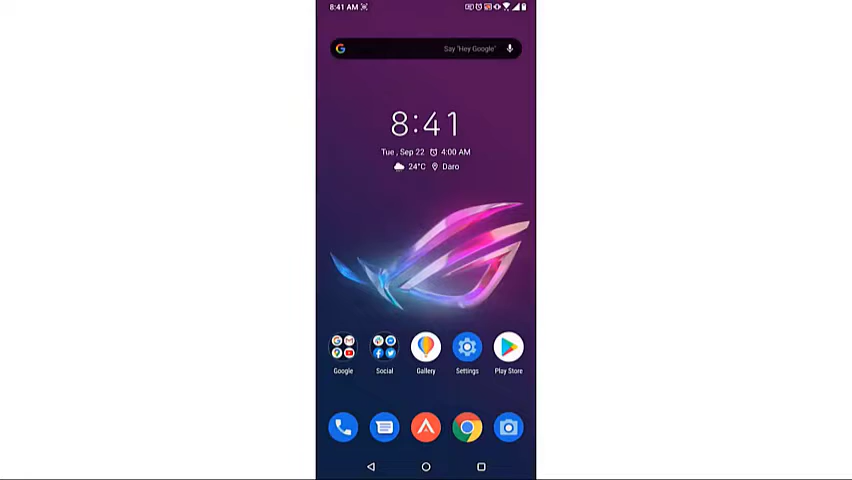 8:41 AM
Say "Hey Google"
8:41
Tue , Sep 22 4:00 AM
24°C Daro
Google
Social
Gallery
Settings
Play Store